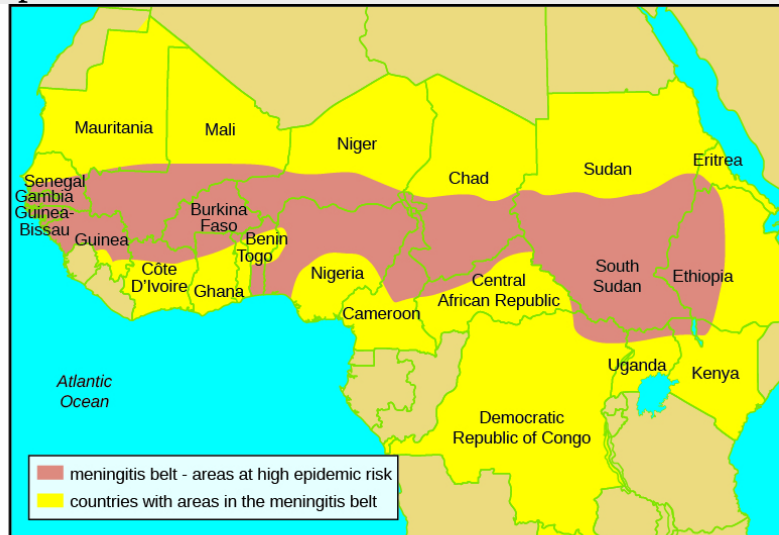 Mauritania
Mali
Niger
Chad
Sudan
Eritrea
Senegal
Gambia
Guinea-
Bissau
Guinea
Burkina
Faso
Benin
Togo
Côte
D'Ivoire
Ghana
Nigeria
Cameroon
Central
African Republic
South
Sudan
Ethiopia
Uganda
Kenya
Democratic
Republic of Congo
Atlantic
Ocean
meningitis belt - areas at high epidemic risk
countries with areas in the meningitis belt